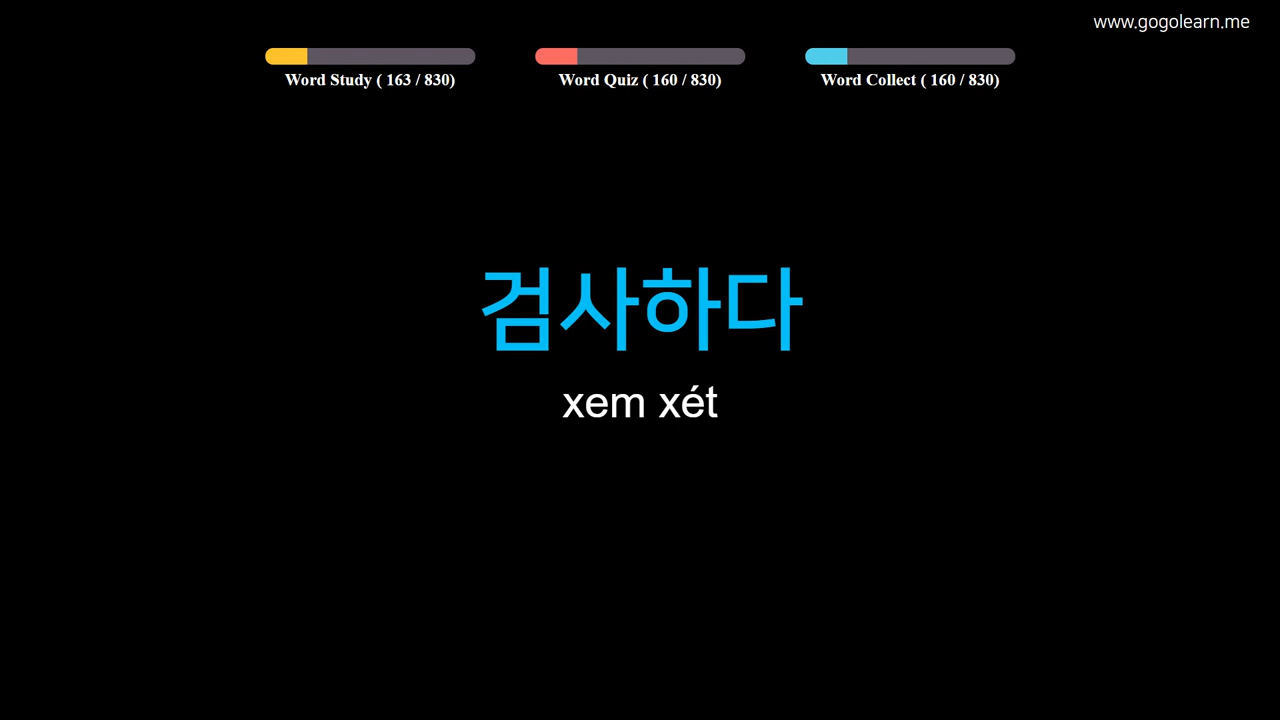 www.gogolearn.me
Word Study ( 163 / 830)
Word Quiz ( 160 / 830)
Word Collect ( 160 / 830)
검사하다
xem xét